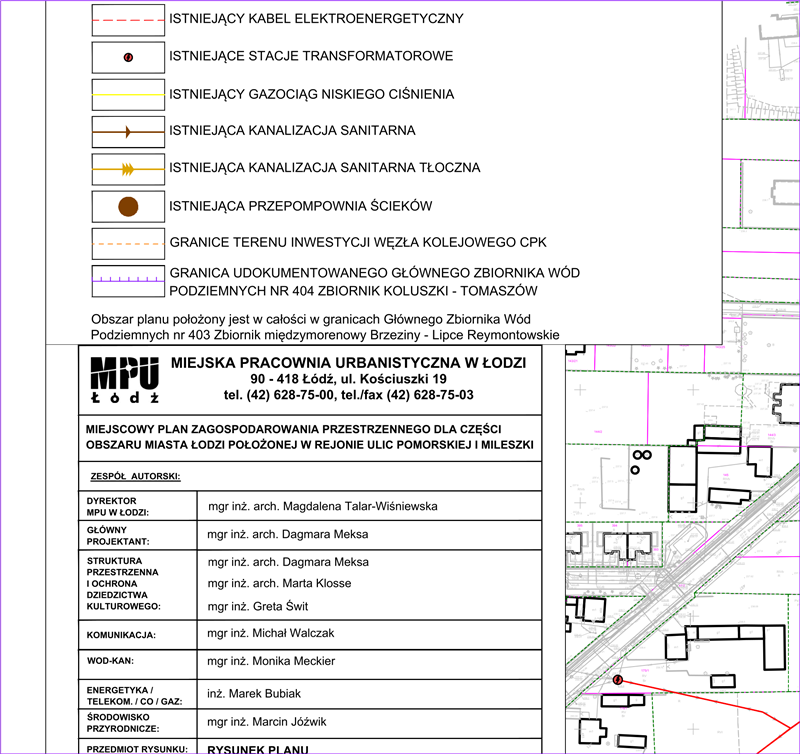 ISTNIEJĄCY KABEL ELEKTROENERGETYCZNY
ISTNIEJĄCE STACJE TRANSFORMATOROWE
ISTNIEJĄCY GAZOCIĄG NISKIEGO CIŚNIENIA
ISTNIEJĄCA KANALIZACJA SANITARNA
ISTNIEJĄCA KANALIZACJA SANITARNA TŁOCZNA
ISTNIEJĄCA PRZEPOMPOWNIA ŚCIEKÓW
GRANICE TERENU INWESTYCJI WĘZŁA KOLEJOWEGO CPK
GRANICA UDOKUMENTOWANEGO GŁÓWNEGO ZBIORNIKA WÓD
PODZIEMNYCH NR 404 ZBIORNIK KOLUSZKI - TOMASZÓW
Obszar planu położony jest w całości w granicach Głównego Zbiornika Wód
Podziemnych nr 403 Zbiornik międzymorenowy Brzeziny - Lipce Reymontowskie
MPU
Łódź
MIEJSKA PRACOWNIA URBANISTYCZNA W ŁODZI
90 - 418 Łódź, ul. Kościuszki 19
tel. (42) 628-75-00, tel./fax (42) 628-75-03
MIEJSCOWY PLAN ZAGOSPODAROWANIA PRZESTRZENNEGO DLA CZĘŚCI
OBSZARU MIASTA ŁODZI POŁOŻONEJ W REJONIE ULIC POMORSKIEJ I MILESZKI
ZESPÓŁ AUTORSKI:
DYREKTOR
MPU W ŁODZI:
mgr inż. arch. Magdalena Talar-Wiśniewska
GŁÓWNY
PROJEKTANT:
mgr inż. arch. Dagmara Meksa
STRUKTURA
PRZESTRZENNA
I OCHRONA
DZIEDZICTWA
KULTUROWEGO:
mgr inż. arch. Dagmara Meksa
mgr inż. arch. Marta Klosse
mgr inż. Greta Świt
KOMUNIKACJA:
mgr inż. Michał Walczak
WOD-KAN:
mgr inż. Monika Meckier
ENERGETYKA /
TELEKOM. / CO / GAZ:
inż. Marek Bubiak
ŚRODOWISKO
PRZYRODNICZE:
mgr inż. Marcin Jóźwik
PRZEDMIOT RYSUNKU:
RYSUNEK PLANU